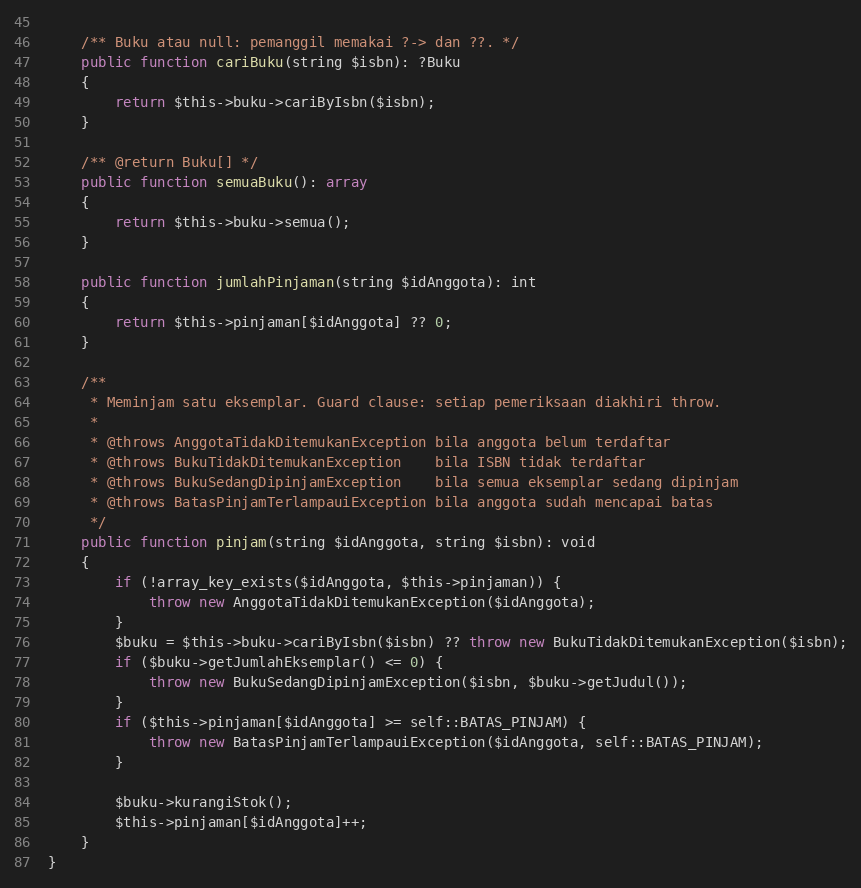 45
46     /** Buku atau null: pemanggil memakai ?-> dan ??. */
47     public function cariBuku(string $isbn): ?Buku
48     {
49         return $this->buku->cariByIsbn($isbn);
50     }
51
52     /** @return Buku[] */
53     public function semuaBuku(): array
54     {
55         return $this->buku->semua();
56     }
57
58     public function jumlahPinjaman(string $idAnggota): int
59     {
60         return $this->pinjaman[$idAnggota] ?? 0;
61     }
62
63     /**
64      * Meminjam satu eksemplar. Guard clause: setiap pemeriksaan diakhiri throw.
65      *
66      * @throws AnggotaTidakDitemukanException bila anggota belum terdaftar
67      * @throws BukuTidakDitemukanException    bila ISBN tidak terdaftar
68      * @throws BukuSedangDipinjamException    bila semua eksemplar sedang dipinjam
69      * @throws BatasPinjamTerlampauiException bila anggota sudah mencapai batas
70      */
71     public function pinjam(string $idAnggota, string $isbn): void
72     {
73         if (!array_key_exists($idAnggota, $this->pinjaman)) {
74             throw new AnggotaTidakDitemukanException($idAnggota);
75         }
76         $buku = $this->buku->cariByIsbn($isbn) ?? throw new BukuTidakDitemukanException($isbn);
77         if ($buku->getJumlahEksemplar() <= 0) {
78             throw new BukuSedangDipinjamException($isbn, $buku->getJudul());
79         }
80         if ($this->pinjaman[$idAnggota] >= self::BATAS_PINJAM) {
81             throw new BatasPinjamTerlampauiException($idAnggota, self::BATAS_PINJAM);
82         }
83
84         $buku->kurangiStok();
85         $this->pinjaman[$idAnggota]++;
86     }
87 }